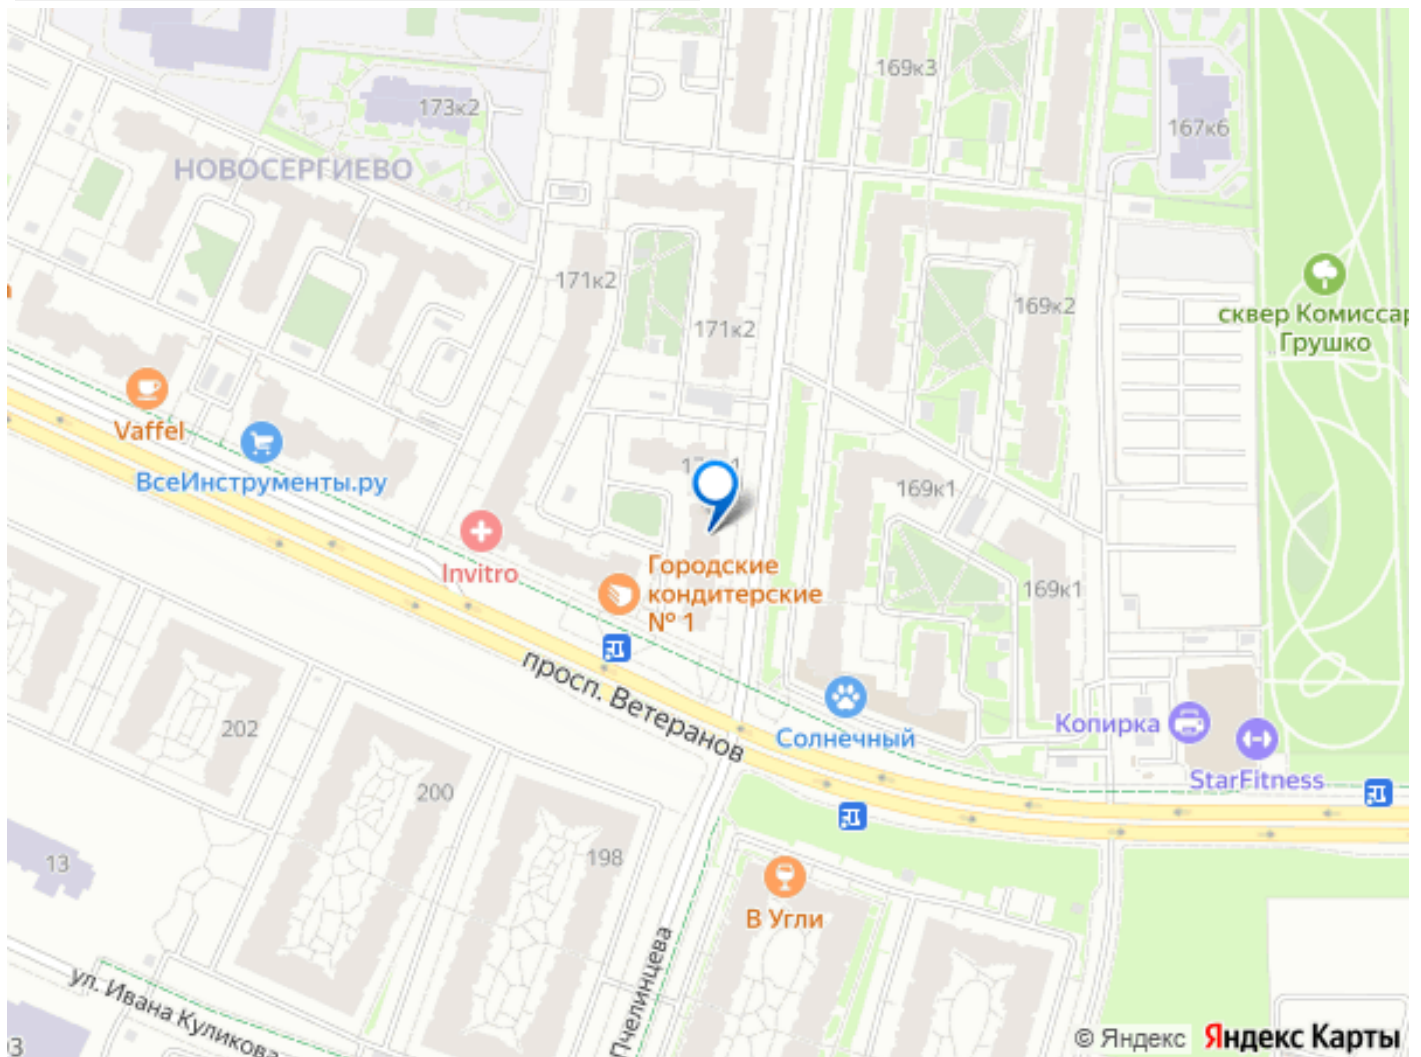 169к3
173к2
167к6
НОВОСЕРГИЕВО
171к2
169к2
сквер Комиссар
Грушко
171к2
Vaffel
ВсеИнструменты.ру
169к1
Invitro
Городские
кондитерские
№ 1
169к1
просп. Ветеранов
202
Копирка
Солнечный
StarFitness
200
198
13
В Угли
Пчелинцева
ул. Ивана Куликова
© Яндекс
Яндекс Карты